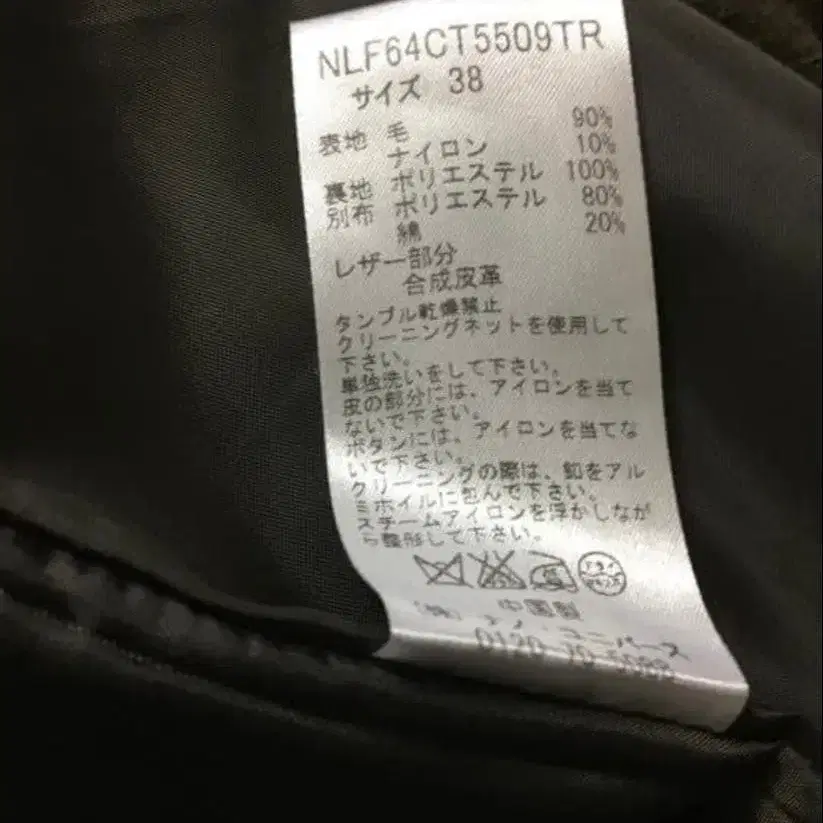 NLF64CT5509TR
サイズ 38
表地 毛 90%
ナイロン 10%
裏地 ポリエステル 100%
別布 ポリエステル 80%
綿 20%
レザー部分
合成皮革
タンブル乾燥禁止
クリーニングネットを使用して
下さい。
単独洗いをして下さい。
皮の部分には、アイロンを当て
ないで下さい。
ボタンには、アイロンを当てな
いで下さい。
クリーニングの際は、釦をアル
ミホイルに包んで下さい。
スチームアイロンを浮かしなが
ら整形して下さい。
中国製
0120